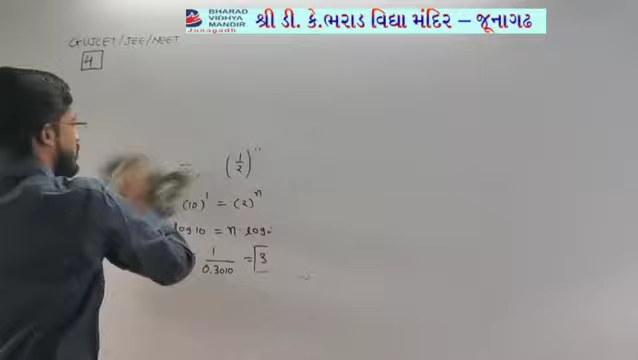 BHARAD
VIDHYA
MANDIR
Junagadh
શ્રી ડી. કે.ભરાડ વિદ્યા મંદિર – જૂનાગઢ
GUJCET/JEE/NEET
4
(1/2)ⁿ
(10)¹ = (2)ⁿ
log 10 = n · log 2
1/0.3010 = 3